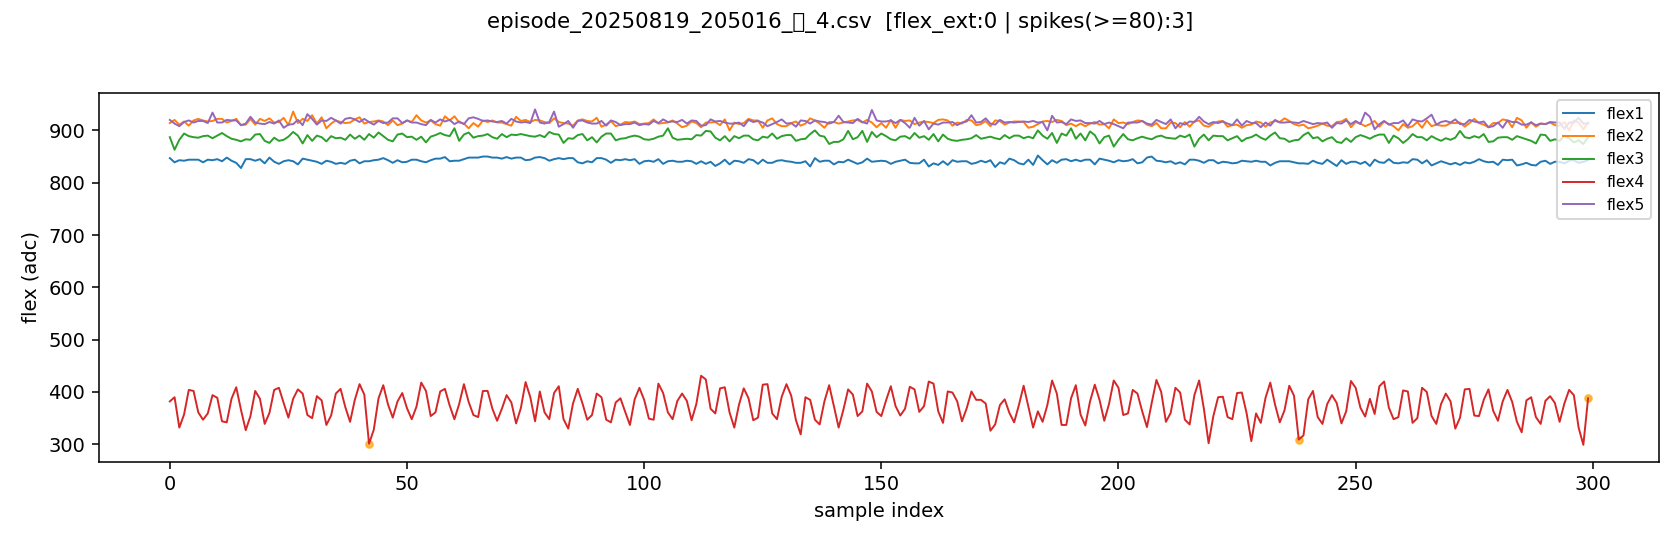 episode_20250819_205016_▯_4.csv [flex_ext:0 | spikes(>=80):3]
flex (adc)
900
800
700
600
500
400
300
0 50 100 150 200 250 300
sample index
flex1
flex2
flex3
flex4
flex5